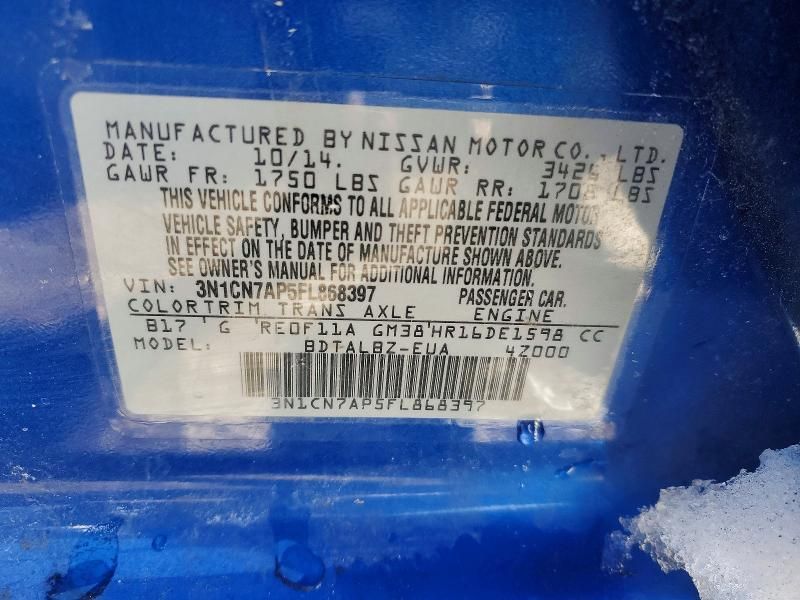 MANUFACTURED BY NISSAN MOTOR CO., LTD.
DATE: 10/14. GVWR: 3424 LBS
GAWR FR: 1750 LBS GAWR RR: 1708 LBS
THIS VEHICLE CONFORMS TO ALL APPLICABLE FEDERAL MOTOR
VEHICLE SAFETY, BUMPER AND THEFT PREVENTION STANDARDS
IN EFFECT ON THE DATE OF MANUFACTURE SHOWN ABOVE.
SEE OWNER'S MANUAL FOR ADDITIONAL INFORMATION.
VIN: 3N1CN7AP5FL868397 PASSENGER CAR.
COLORTRIM TRANS AXLE ENGINE
B17 G RE0F11A GM38 HR16DE1598 CC
MODEL: BDTALBZ-EUA 4Z000
3N1CN7AP5FL868397